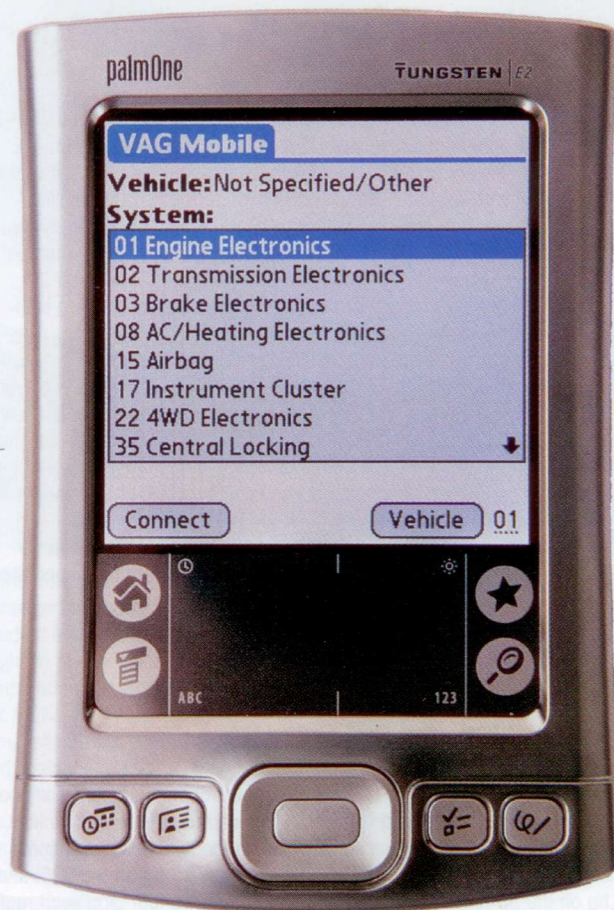 palmOne
TUNGSTEN E2
VAG Mobile
Vehicle: Not Specified/Other
System:
01 Engine Electronics
02 Transmission Electronics
03 Brake Electronics
08 AC/Heating Electronics
15 Airbag
17 Instrument Cluster
22 4WD Electronics
35 Central Locking
Connect Vehicle 01
ABC 123